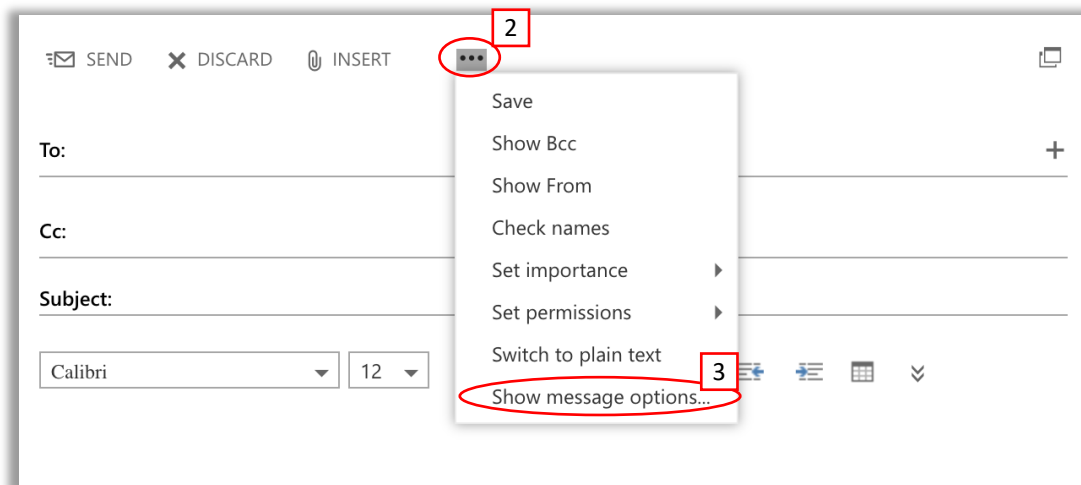 2
SEND DISCARD INSERT •••
Save
Show Bcc
To:
Show From
Check names
Cc:
Set importance
Subject:
Set permissions
Switch to plain text
Calibri 12
3
Show message options...